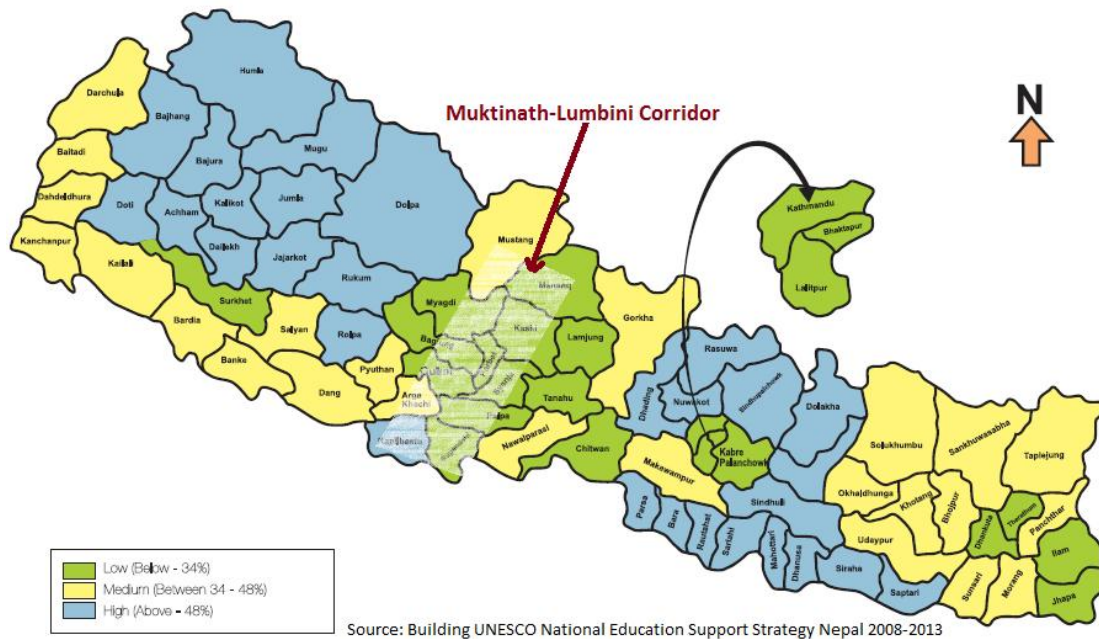 Humla
Darchula
Bajhang
N
Muktinath-Lumbini Corridor
Mugu
Baitadi
Bajura
Kathmandu
Dahdeldhura
Doti
Achham
Kalikot
Jumla
Dolpa
Bhaktapur
Kanchanpur
Dailekh
Mustang
Lalitpur
Kailali
Jajarkot
Surkhet
Rukum
Myagdi
Manang
Bardia
Salyan
Rolpa
Kaski
Lamjung
Gorkha
Rasuwa
Banke
Pyuthan
Dang
Tanahu
Dhading
Nuwakot
Sindhupalchowk
Dolakha
Palpa
Nawalparasi
Chitwan
Kabre
Palanchowk
Solukhumbu
Sankhuwasabha
Taplejung
Makewampur
Okhaldhunga
Khotang
Bhojpur
Parsa
Bara
Rautahat
Sarlahi
Mahottari
Dhanusa
Sindhuli
Siraha
Saptari
Udaypur
Dhankuta
Panchthar
Sunsari
Morang
Ilam
Jhapa
Low (Below - 34%)
Medium (Between 34 - 48%)
High (Above - 48%)
Source: Building UNESCO National Education Support Strategy Nepal 2008-2013